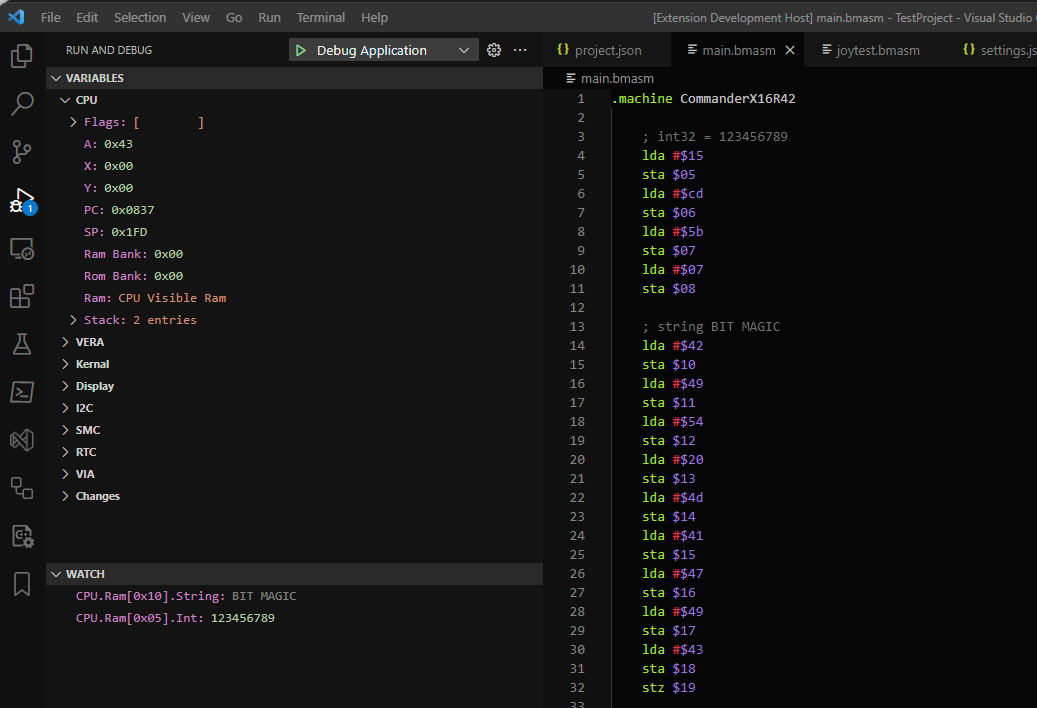 File Edit Selection View Go Run Terminal Help [Extension Development Host] main.bmasm - TestProject - Visual Studio
RUN AND DEBUG Debug Application project.json main.bmasm joytest.bmasm settings.js
VARIABLES
main.bmasm
CPU
Flags: [ ]
A: 0x43
X: 0x00
Y: 0x00
PC: 0x0837
SP: 0x1FD
Ram Bank: 0x00
Rom Bank: 0x00
Ram: CPU Visible Ram
Stack: 2 entries
VERA
Kernal
Display
I2C
SMC
RTC
VIA
Changes
WATCH
CPU.Ram[0x10].String: BIT MAGIC
CPU.Ram[0x05].Int: 123456789
1
1 .machine CommanderX16R42
2
3 ; int32 = 123456789
4 lda #$15
5 sta $05
6 lda #$cd
7 sta $06
8 lda #$5b
9 sta $07
10 lda #$07
11 sta $08
12
13 ; string BIT MAGIC
14 lda #$42
15 sta $10
16 lda #$49
17 sta $11
18 lda #$54
19 sta $12
20 lda #$20
21 sta $13
22 lda #$4d
23 sta $14
24 lda #$41
25 sta $15
26 lda #$47
27 sta $16
28 lda #$49
29 sta $17
30 lda #$43
31 sta $18
32 stz $19
33